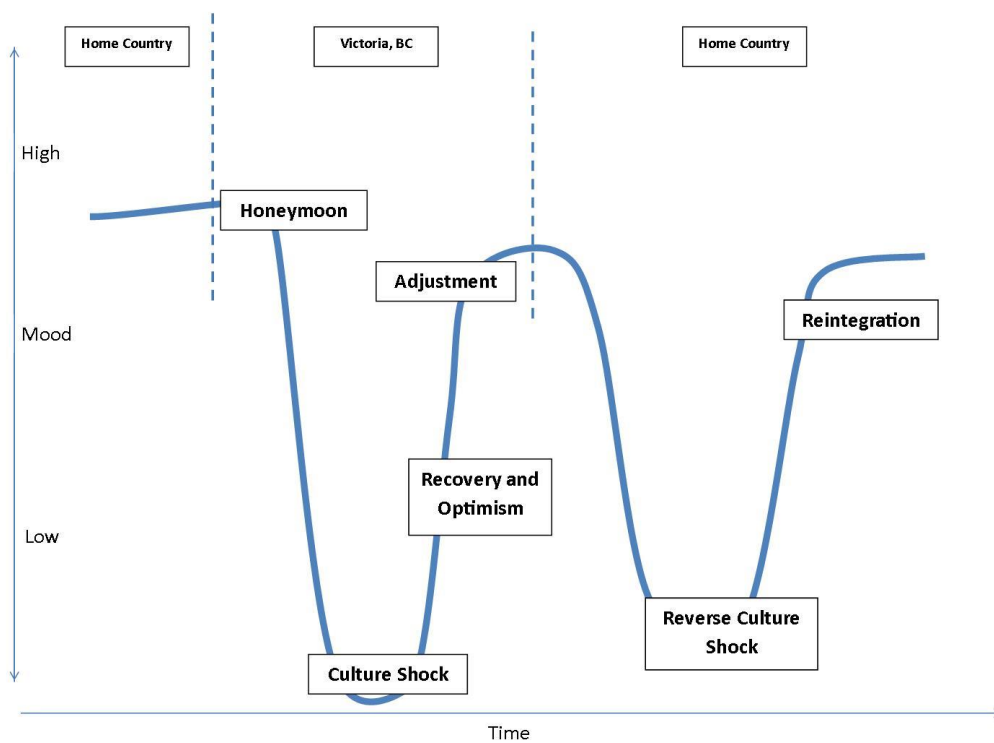 Home Country
Victoria, BC
Home Country
High
Honeymoon
Adjustment
Reintegration
Mood
Recovery and
Optimism
Low
Reverse Culture
Shock
Culture Shock
Time